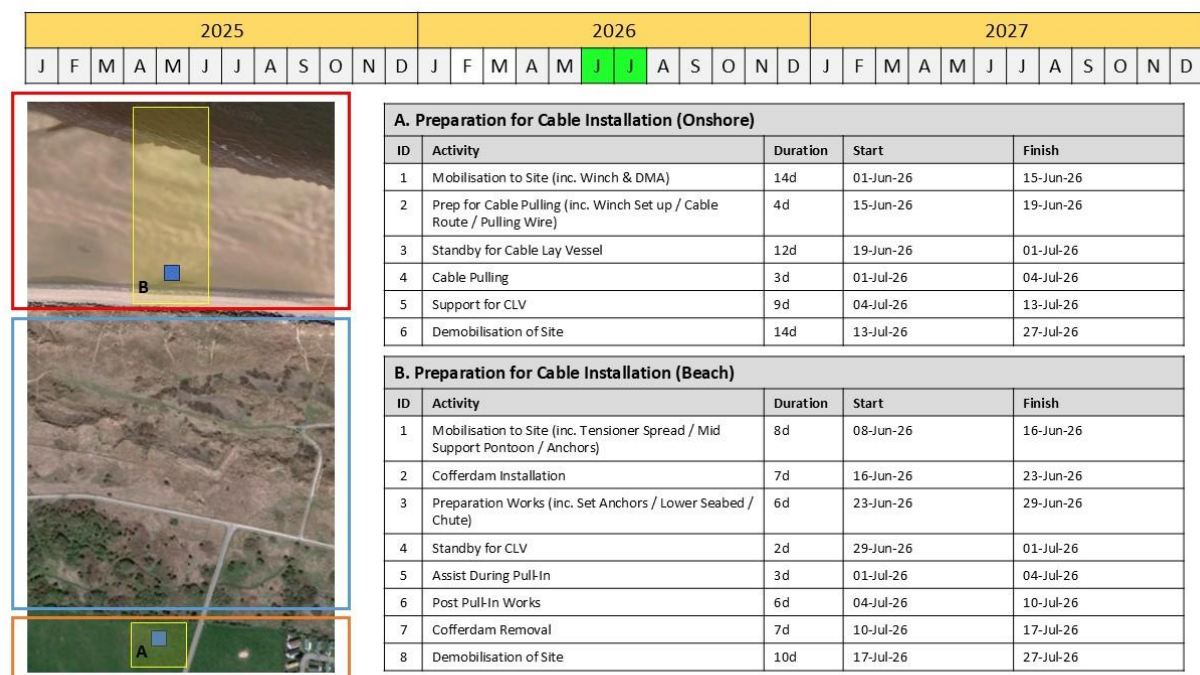 2025 2026 2027
J F M A M J J A S O N D J F M A M J J A S O N D J F M A M J J A S O N D
B
A
A. Preparation for Cable Installation (Onshore)
ID Activity Duration Start Finish
1 Mobilisation to Site (inc. Winch & DMA) 14d 01-Jun-26 15-Jun-26
2 Prep for Cable Pulling (inc. Winch Set up / Cable 4d 15-Jun-26 19-Jun-26
Route / Pulling Wire)
3 Standby for Cable Lay Vessel 12d 19-Jun-26 01-Jul-26
4 Cable Pulling 3d 01-Jul-26 04-Jul-26
5 Support for CLV 9d 04-Jul-26 13-Jul-26
6 Demobilisation of Site 14d 13-Jul-26 27-Jul-26
B. Preparation for Cable Installation (Beach)
ID Activity Duration Start Finish
1 Mobilisation to Site (inc. Tensioner Spread / Mid 8d 08-Jun-26 16-Jun-26
Support Pontoon / Anchors)
2 Cofferdam Installation 7d 16-Jun-26 23-Jun-26
3 Preparation Works (inc. Set Anchors / Lower Seabed / 6d 23-Jun-26 29-Jun-26
Chute)
4 Standby for CLV 2d 29-Jun-26 01-Jul-26
5 Assist During Pull-In 3d 01-Jul-26 04-Jul-26
6 Post Pull-In Works 6d 04-Jul-26 10-Jul-26
7 Cofferdam Removal 7d 10-Jul-26 17-Jul-26
8 Demobilisation of Site 10d 17-Jul-26 27-Jul-26